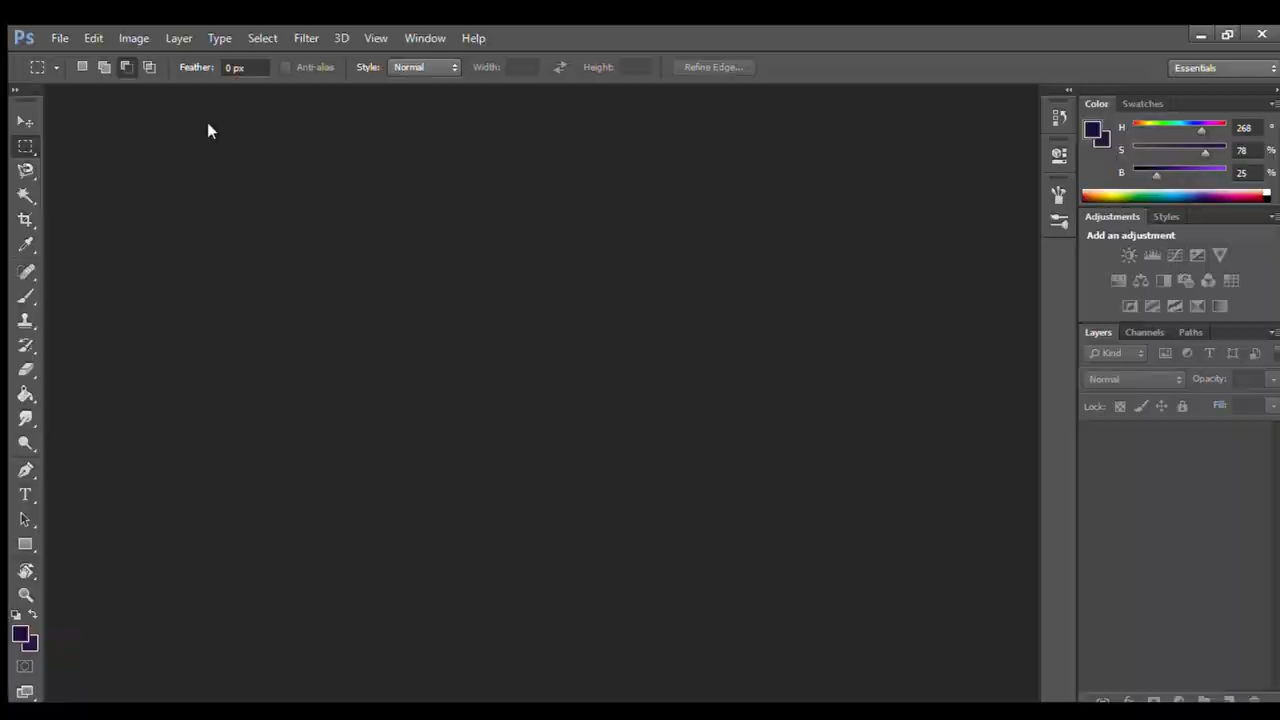 Ps File Edit Image Layer Type Select Filter 3D View Window Help
Feather: 0 px Anti-alias Style: Normal Width: Height: Refine Edge... Essentials
Color Swatches
H 268 °
S 78 %
B 25 %
Adjustments Styles
Add an adjustment
Layers Channels Paths
Kind
Normal Opacity:
Lock: Fill: